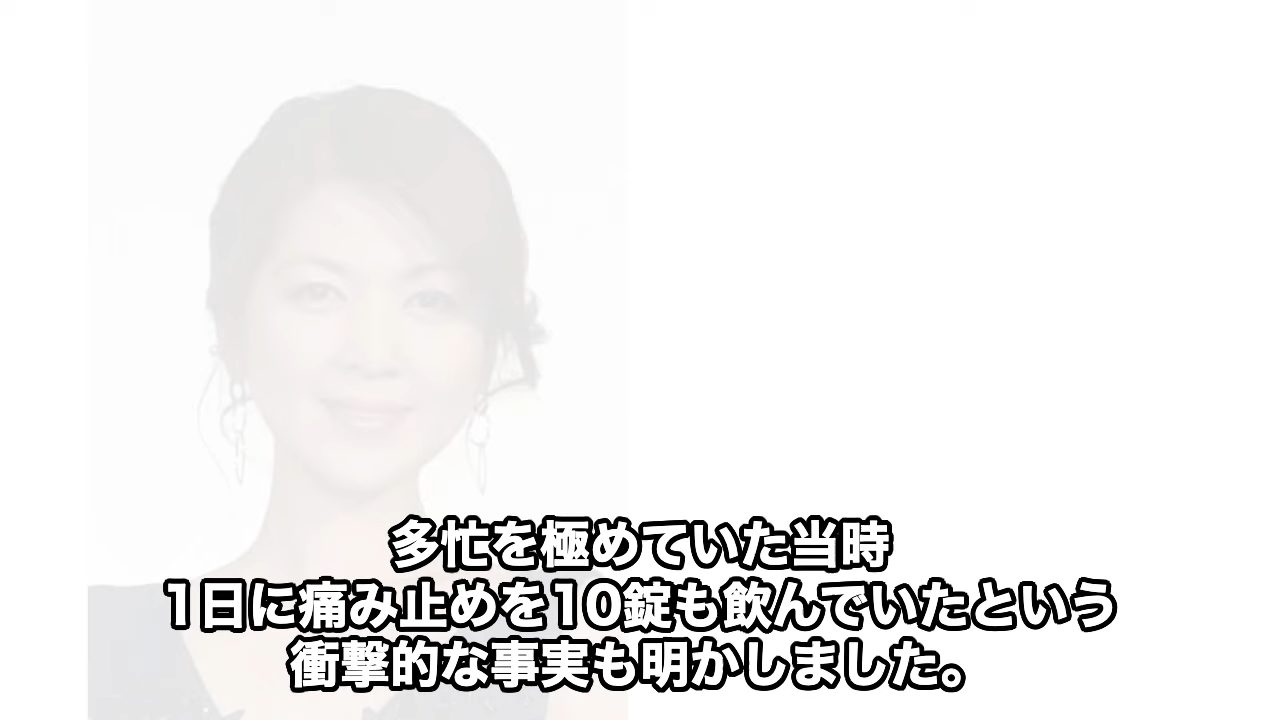 多忙を極めていた当時
1日に痛み止めを10錠も飲んでいたという
衝撃的な事実も明かしました。